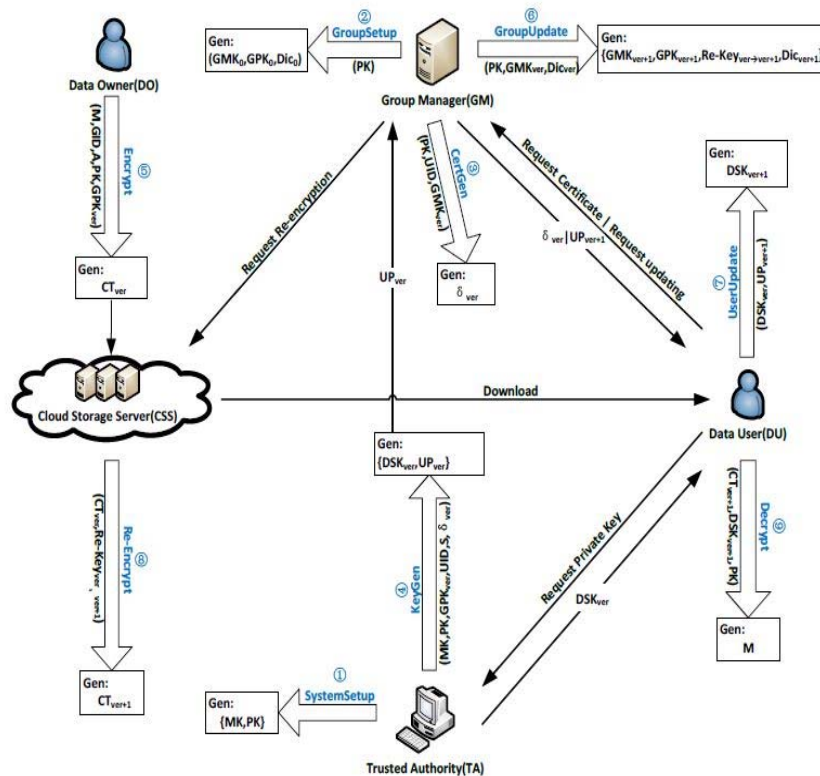 ②
GroupSetup
(PK)
Gen:
(GMK₀,GPK₀,Dic₀)
⑥
GroupUpdate
(PK,GMKver,Dicver)
Gen:
{GMKver+1,GPKver+1,Re-Keyver→ver+1,Dicver+1}
Data Owner(DO)
Group Manager(GM)
⑤
Encrypt
(M,GID,A,PK,GPKver)
③
CertGen
(PK,UID,GMKver)
Request Certificate | Request updating
Gen:
DSKver+1
Request Re-encryption
δver|UPver+1
⑦
UserUpdate
(DSKver,UPver+1)
Gen:
CTver
UPver
Gen:
δver
Cloud Storage Server(CSS)
Download
Data User(DU)
Gen:
{DSKver,UPver}
⑧
Re-Encrypt
(CTver,Re-Keyver, ver+1)
④
KeyGen
(MK,PK,GPKver,UID,S,δver)
Request Private Key
DSKver
⑨
Decrypt
(CTver+1,DSKver+1,PK)
Gen:
M
Gen:
CTver+1
①
SystemSetup
Gen:
{MK,PK}
Trusted Authority(TA)